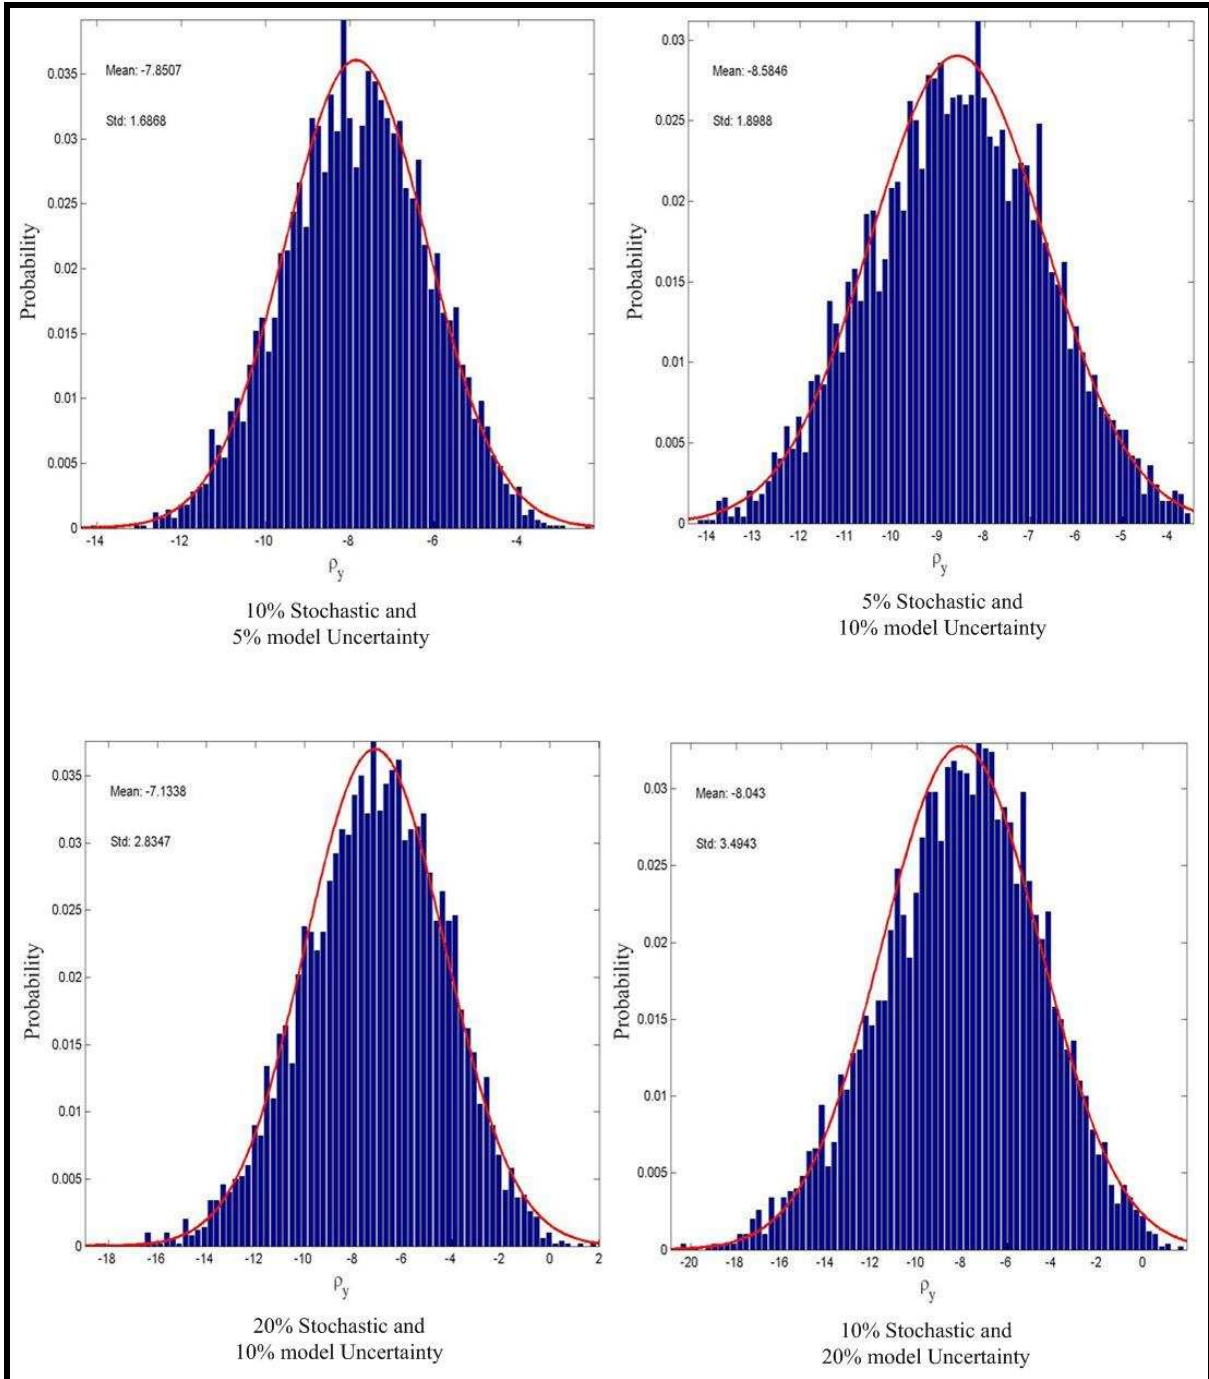 0.035
0.03
0.025
0.02
0.015
0.01
0.005
0
Mean: -7.8507
Std: 1.6868
Probability
-14 -12 -10 -8 -6 -4
ρy
10% Stochastic and
5% model Uncertainty
0.03
0.025
0.02
0.015
0.01
0.005
0
Mean: -8.5846
Std: 1.8988
Probability
-14 -13 -12 -11 -10 -9 -8 -7 -6 -5 -4
ρy
5% Stochastic and
10% model Uncertainty
0.035
0.03
0.025
0.02
0.015
0.01
0.005
0
Mean: -7.1338
Std: 2.8347
Probability
-18 -16 -14 -12 -10 -8 -6 -4 -2 0 2
ρy
20% Stochastic and
10% model Uncertainty
0.03
0.025
0.02
0.015
0.01
0.005
0
Mean: -8.043
Std: 3.4943
Probability
-20 -18 -16 -14 -12 -10 -8 -6 -4 -2 0
ρy
10% Stochastic and
20% model Uncertainty